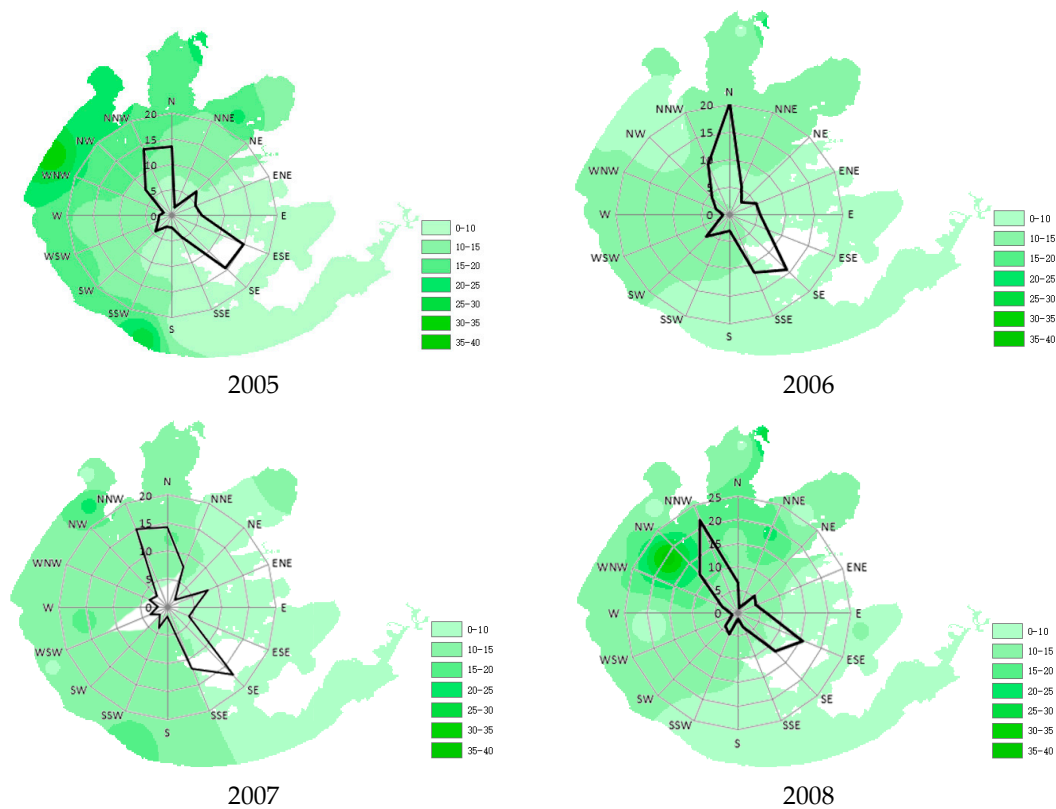 N
NNE
NE
ENE
E
ESE
SE
SSE
S
SSW
SW
WSW
W
WNW
NW
NNW
20
15
10
5
0
0-10
10-15
15-20
20-25
25-30
30-35
35-40
2005
N
NNE
NE
ENE
E
ESE
SE
SSE
S
SSW
SW
WSW
W
WNW
NW
NNW
20
15
10
5
0
0-10
10-15
15-20
20-25
25-30
30-35
35-40
2006
N
NNE
NE
ENE
E
ESE
SE
SSE
S
SSW
SW
WSW
W
WNW
NW
NNW
20
15
10
5
0
0-10
10-15
15-20
20-25
25-30
30-35
35-40
2007
N
NNE
NE
ENE
E
ESE
SE
SSE
S
SSW
SW
WSW
W
WNW
NW
NNW
25
20
15
10
5
0
0-10
10-15
15-20
20-25
25-30
30-35
35-40
2008